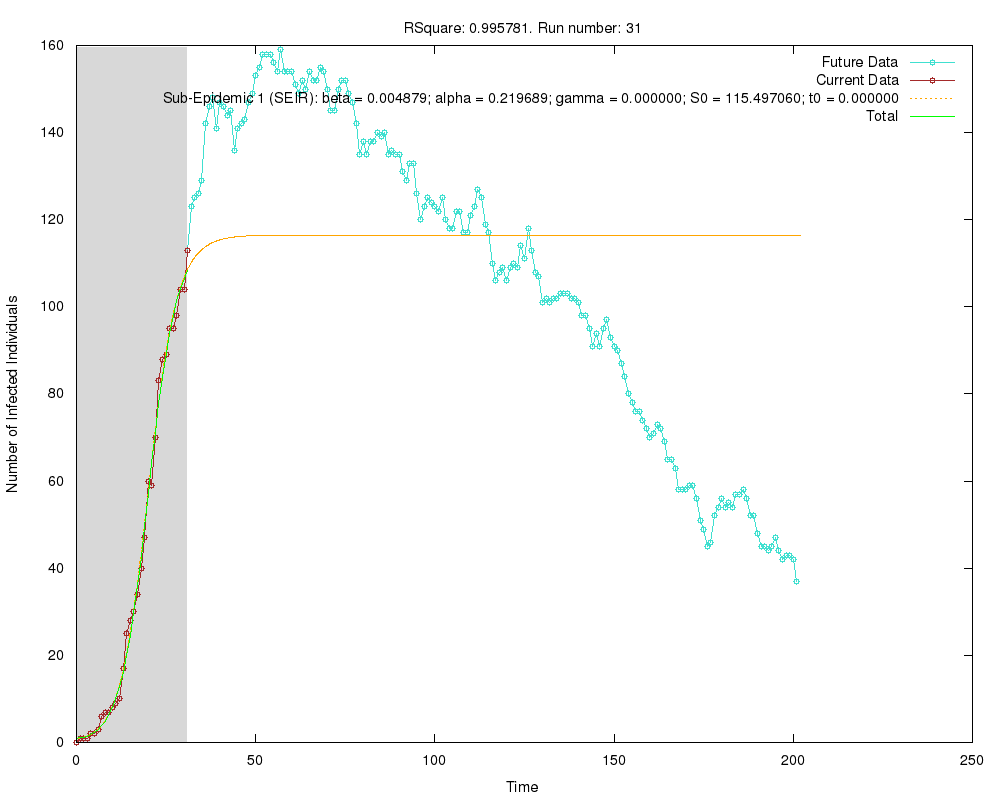 RSquare: 0.995781. Run number: 31
160
140
120
100
80
60
40
20
0
Number of Infected Individuals
Future Data
Current Data
Sub-Epidemic 1 (SEIR): beta = 0.004879; alpha = 0.219689; gamma = 0.000000; S0 = 115.497060; t0 = 0.000000
Total
0 50 100 150 200 250
Time